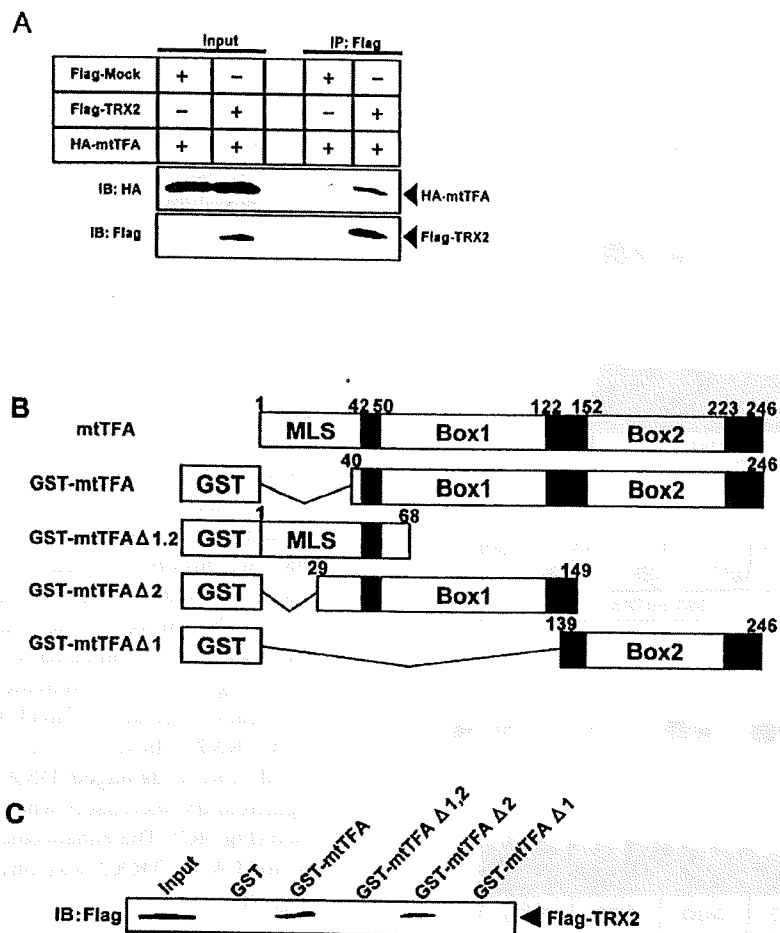 A
Input IP: Flag
Flag-Mock + − + −
Flag-TRX2 − + − +
HA-mtTFA + + + +
IB: HA HA-mtTFA
IB: Flag Flag-TRX2
B
1 42 50 122 152 223 246
mtTFA MLS Box1 Box2
40 246
GST-mtTFA GST Box1 Box2
1 68
GST-mtTFAΔ1.2 GST MLS
29 149
GST-mtTFAΔ2 GST Box1
139 246
GST-mtTFAΔ1 GST Box2
C
Input GST GST-mtTFA GST-mtTFA Δ1,2 GST-mtTFA Δ2 GST-mtTFA Δ1
IB:Flag Flag-TRX2